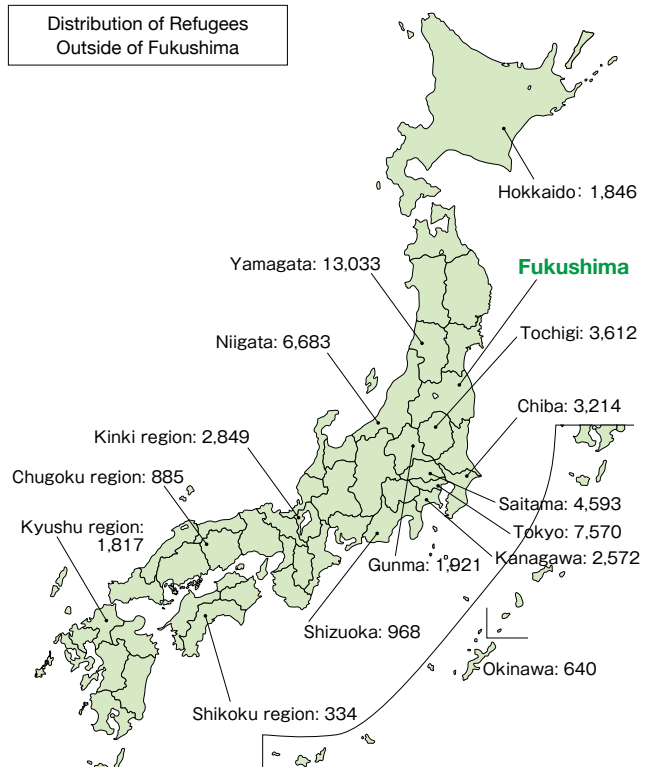 Distribution of Refugees
Outside of Fukushima
Hokkaido: 1,846
Yamagata: 13,033
Fukushima
Niigata: 6,683
Tochigi: 3,612
Chiba: 3,214
Kinki region: 2,849
Chugoku region: 885
Saitama: 4,593
Kyushu region:
1,817
Tokyo: 7,570
Gunma: 1,921
Kanagawa: 2,572
Shizuoka: 968
Okinawa: 640
Shikoku region: 334